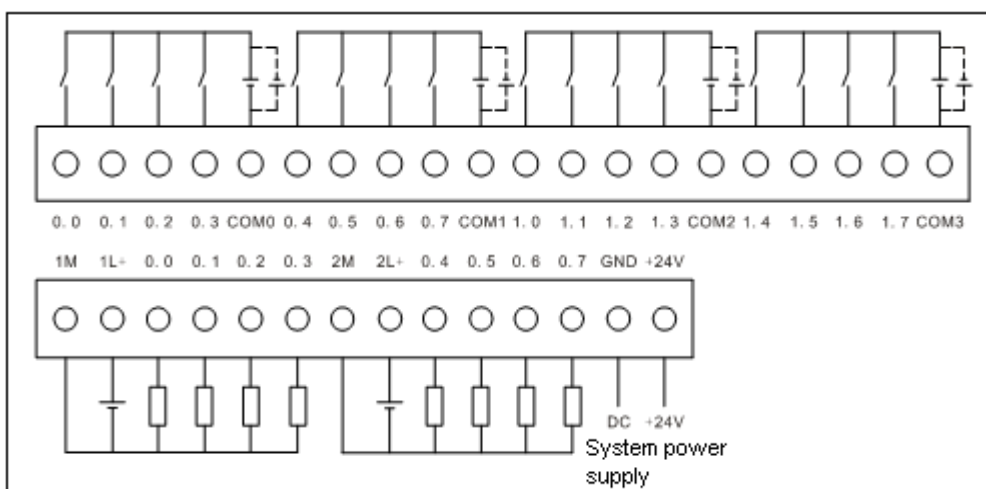 0. 0 0. 1 0. 2 0. 3 COM0 0. 4 0. 5 0. 6 0. 7 COM1 1. 0 1. 1 1. 2 1. 3 COM2 1. 4 1. 5 1. 6 1. 7 COM3
1M 1L+ 0. 0 0. 1 0. 2 0. 3 2M 2L+ 0. 4 0. 5 0. 6 0. 7 GND +24V
DC +24V
System power
supply